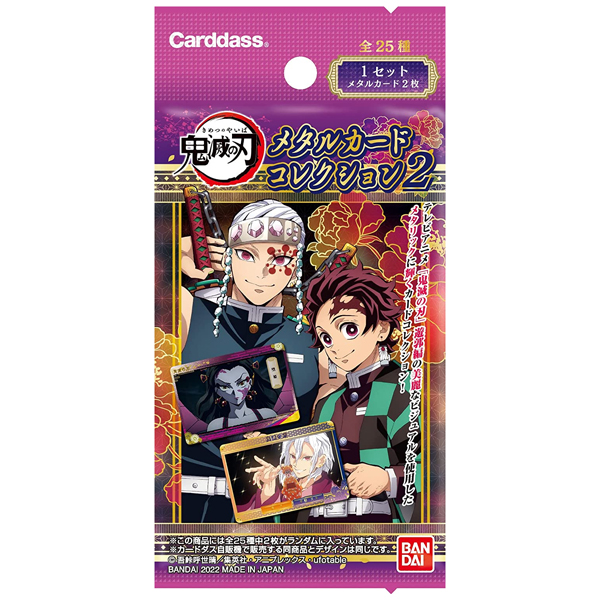 Carddass®
全25種
1セット
メタルカード2枚
きめつのやいば
鬼滅の刃
メタルカード
コレクション2
テレビアニメ「鬼滅の刃」遊郭編の美麗なビジュアルを使用した
メタリックに輝くカードコレクション!
※この商品には全25種中2枚がランダムに入っています。
※カードダス自販機で販売する同商品とデザインは同じです。
©吾峠呼世晴／集英社・アニプレックス・ufotable
BANDAI 2022 MADE IN JAPAN
BAN
DAI